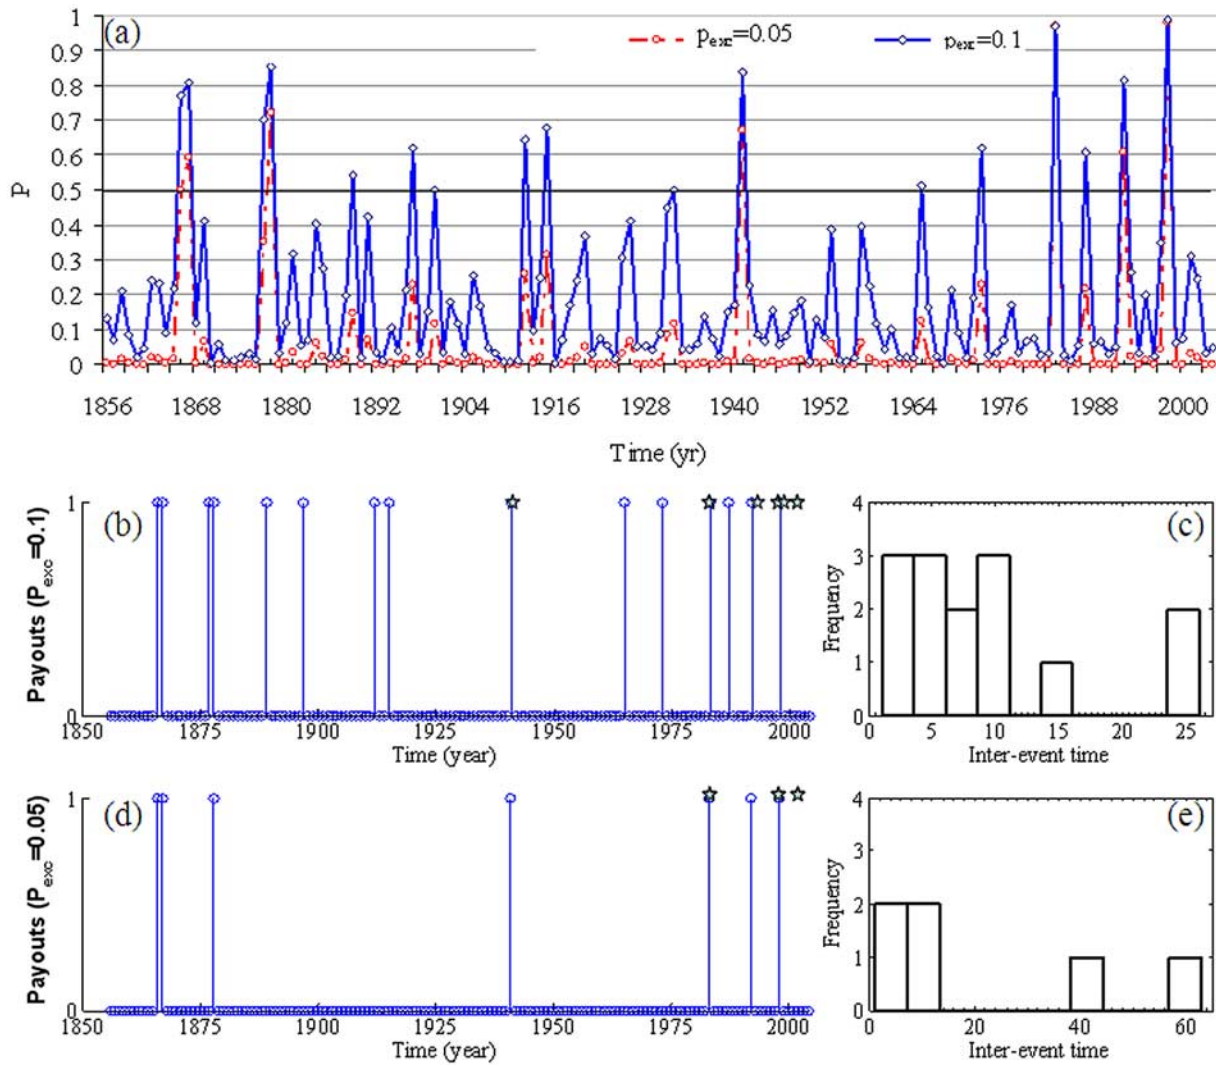 (a)
p_exc=0.05 p_exc=0.1
1
0.9
0.8
0.7
0.6
0.5
0.4
0.3
0.2
0.1
0
P
1856 1868 1880 1892 1904 1916 1928 1940 1952 1964 1976 1988 2000
Time (yr)
(b)
Payouts (P_exc=0.1)
1
0
1850 1875 1900 1925 1950 1975 2000
Time (year)
(c)
Frequency
4
3
2
1
0
5 10 15 20 25
Inter-event time
(d)
Payouts (P_exc=0.05)
1
0
1850 1875 1900 1925 1950 1975 2000
Time (year)
(e)
Frequency
4
3
2
1
0
0 20 40 60
Inter-event time